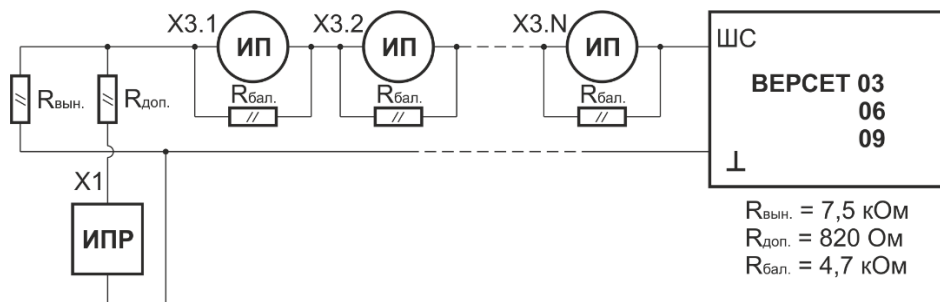 X3.1
X3.2
X3.N
ИП
ИП
ИП
ШС
ВЕРСЕТ 03
06
09
Rвын.
Rдоп.
Rбал.
Rбал.
Rбал.
X1
ИПР
Rвын. = 7,5 кОм
Rдоп. = 820 Ом
Rбал. = 4,7 кОм